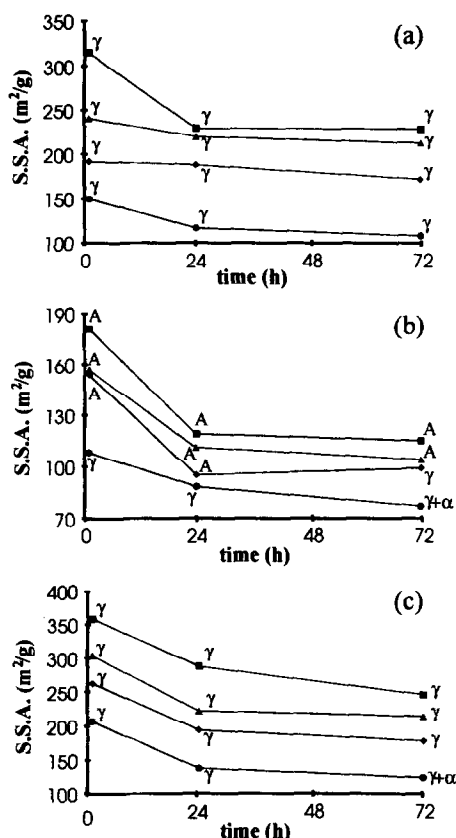 350
(a)
γ
300
γ
250
γ
γ
γ
200
γ
γ
γ
150
γ
γ
γ
100
0
24
48
72
S.S.A. (m²/g)
time (h)
190
A
(b)
160
A
A
130
A
A
A
A
A
100
γ
γ
γ
γ+α
70
0
24
48
72
S.S.A. (m²/g)
time (h)
400
γ
(c)
350
γ
300
γ
γ
250
γ
γ
γ
200
γ
γ
γ
150
γ
γ+α
100
0
24
48
72
S.S.A. (m²/g)
time (h)